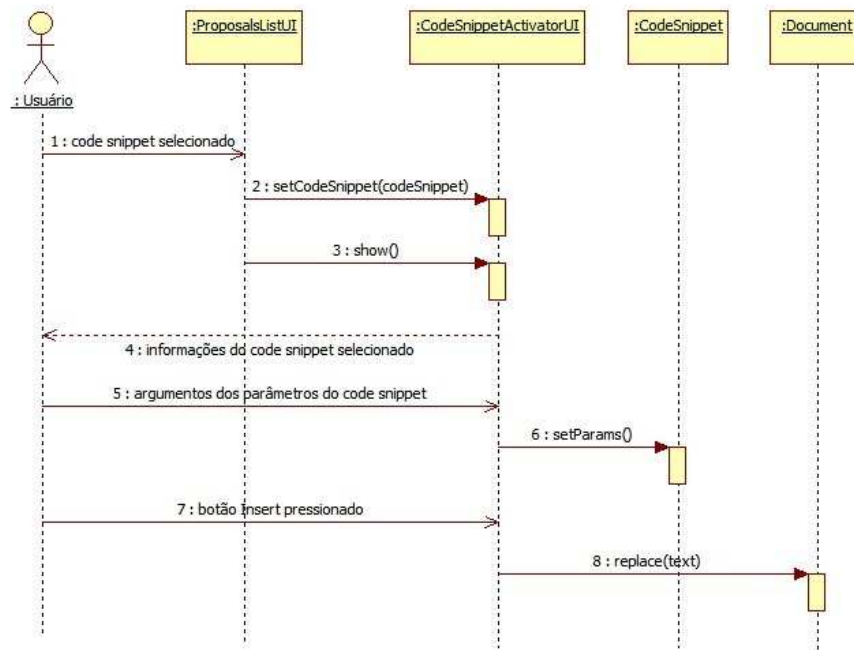 :ProposalsListUI
:CodeSnippetActivatorUI
:CodeSnippet
:Document
: Usuário
1 : code snippet selecionado
2 : setCodeSnippet(codeSnippet)
3 : show()
4 : informações do code snippet selecionado
5 : argumentos dos parâmetros do code snippet
6 : setParams()
7 : botão Insert pressionado
8 : replace(text)